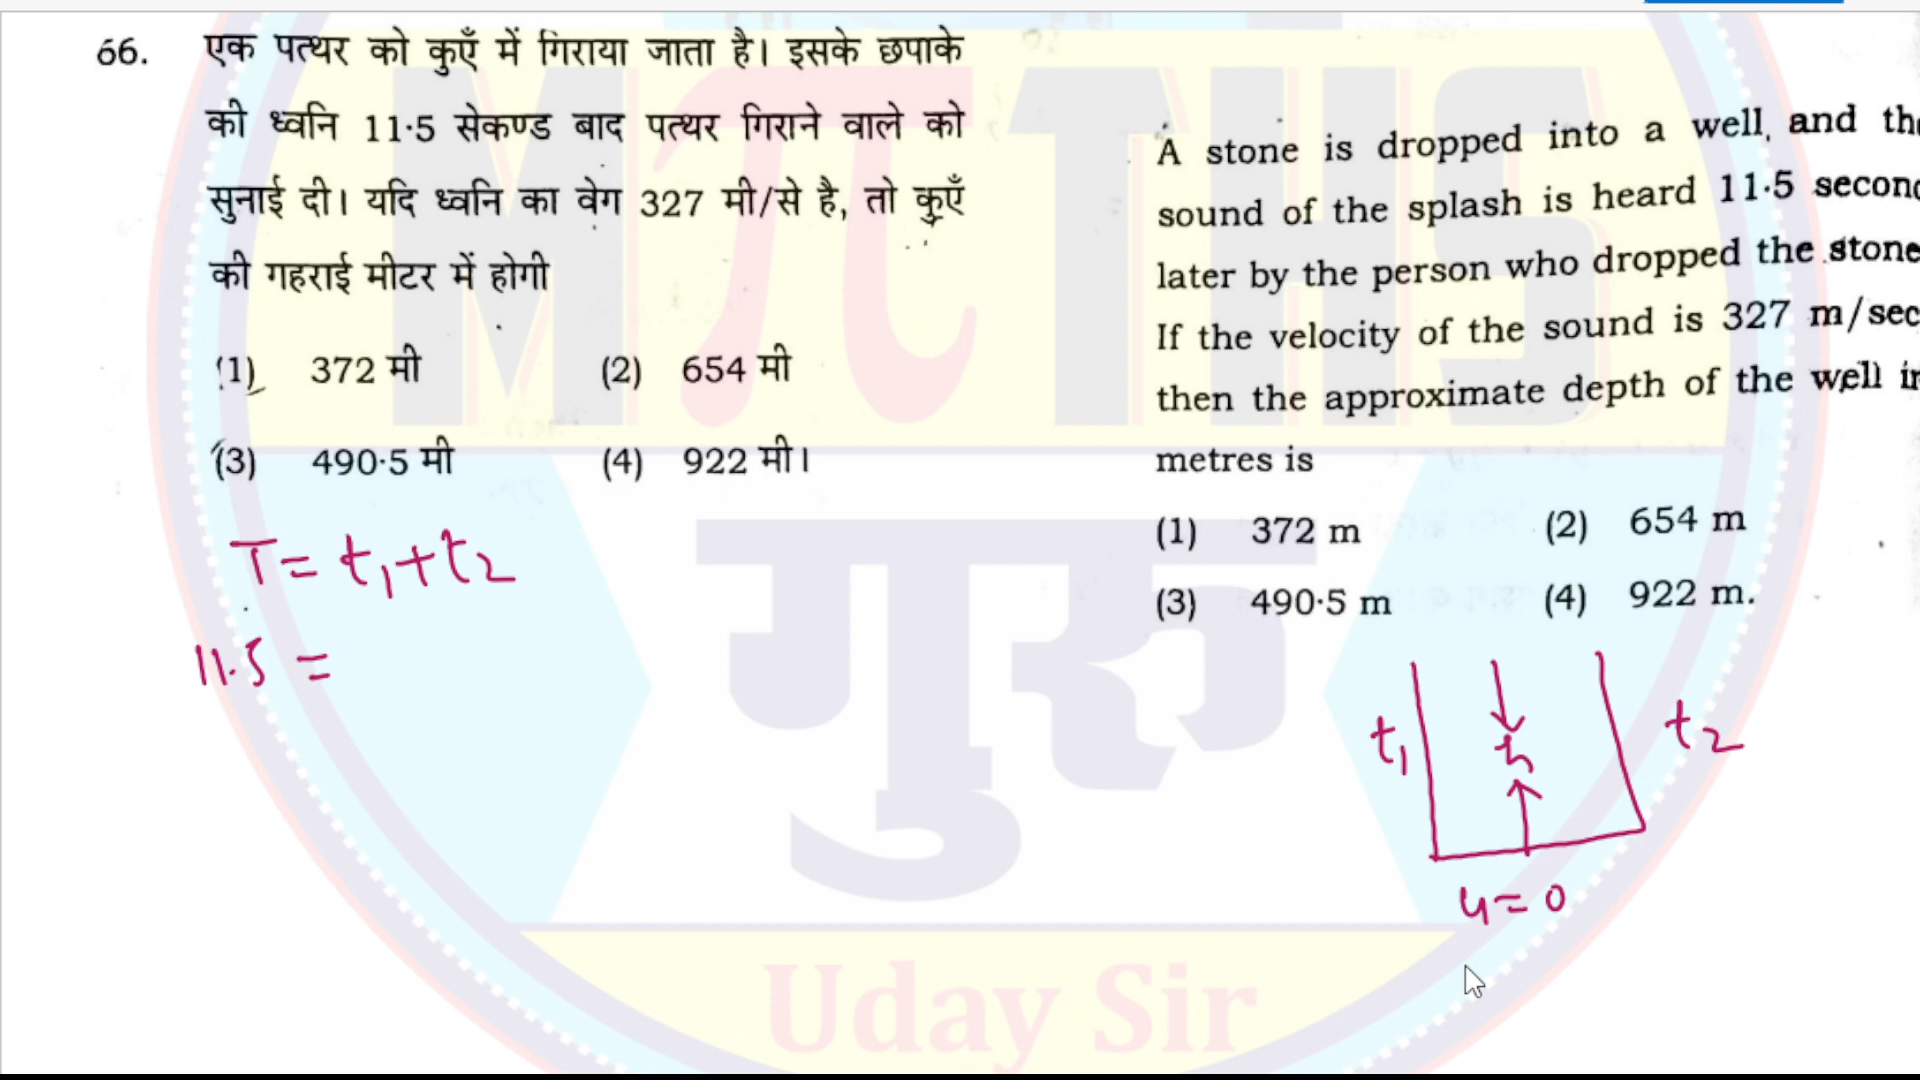 66. एक पत्थर को कुएँ में गिराया जाता है। इसके छपाके
की ध्वनि 11·5 सेकण्ड बाद पत्थर गिराने वाले को
सुनाई दी। यदि ध्वनि का वेग 327 मी/से है, तो कुएँ
की गहराई मीटर में होगी
(1) 372 मी (2) 654 मी
(3) 490·5 मी (4) 922 मी।
A stone is dropped into a well, and the
sound of the splash is heard 11·5 second
later by the person who dropped the stone
If the velocity of the sound is 327 m/sec
then the approximate depth of the well in
metres is
(1) 372 m (2) 654 m
(3) 490·5 m (4) 922 m.
T = t₁+t₂
11.5 =
t₁ h t₂
u = 0
MπTHS
गुरु
Uday Sir